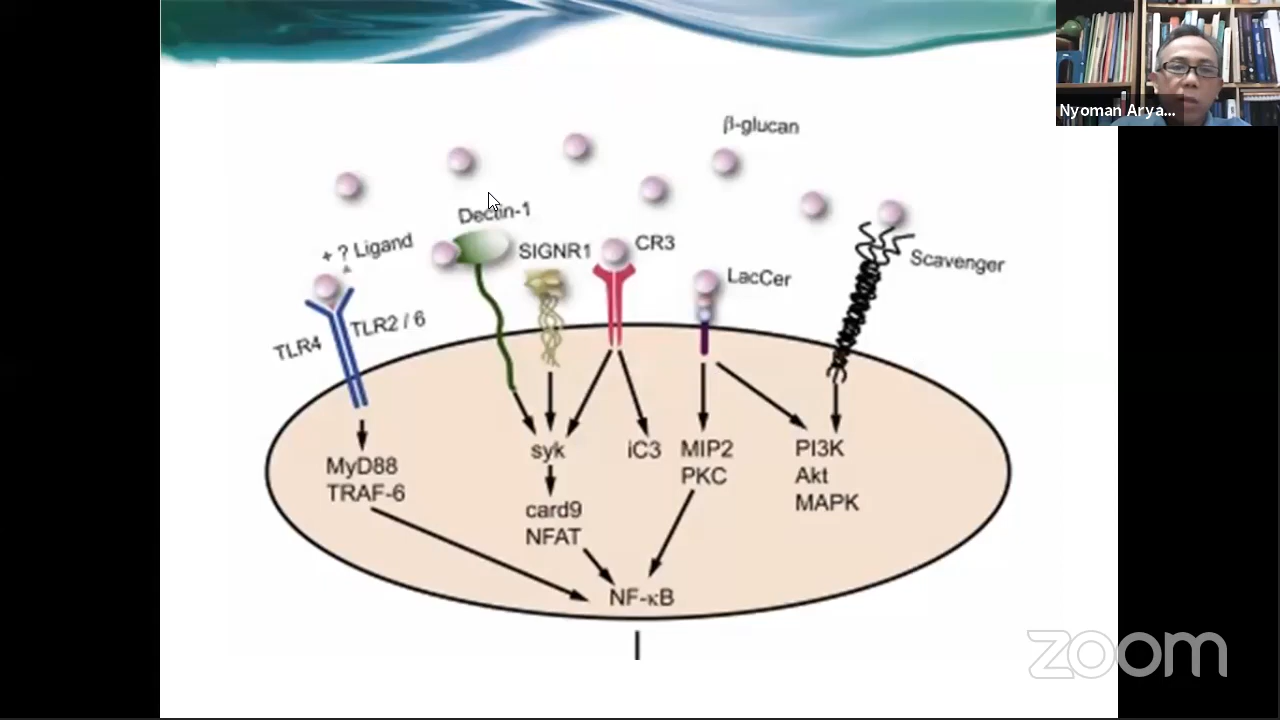 Nyoman Arya...
β-glucan
Dectin-1
+ ? Ligand
SIGNR1
CR3
LacCer
Scavenger
TLR4
TLR2 / 6
MyD88
TRAF-6
syk
card9
NFAT
iC3
MIP2
PKC
PI3K
Akt
MAPK
NF-κB
zoom